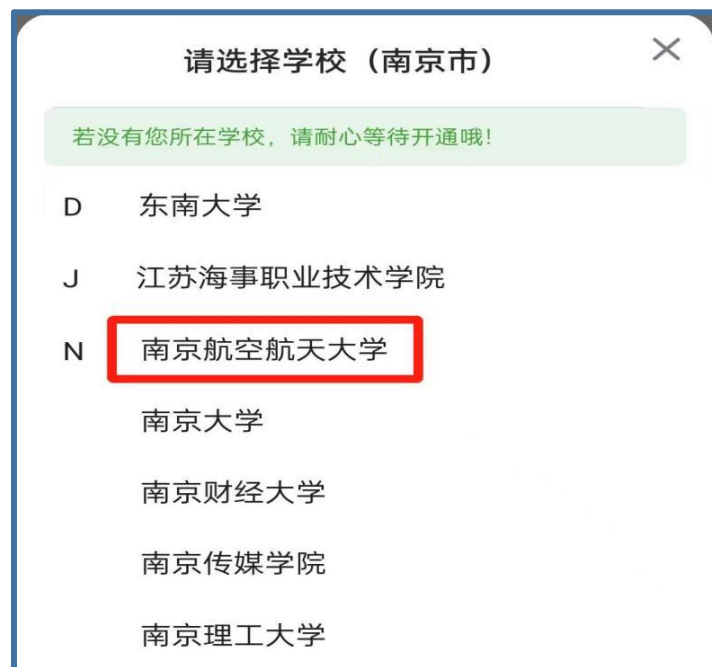 请选择学校（南京市）
若没有您所在学校，请耐心等待开通哦！
D 东南大学
J 江苏海事职业技术学院
N 南京航空航天大学
南京大学
南京财经大学
南京传媒学院
南京理工大学